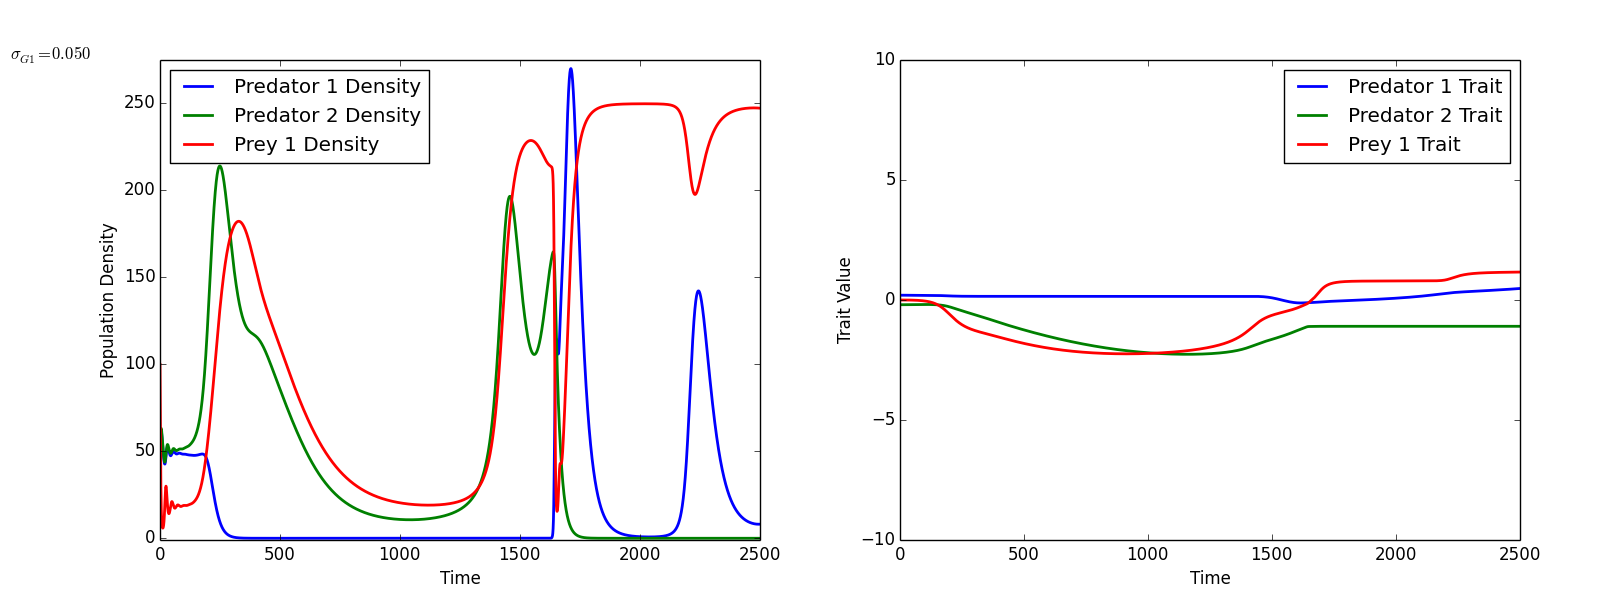 σG1=0.050
Predator 1 Density
Predator 2 Density
Prey 1 Density
Population Density
250
200
150
100
50
0
0 500 1000 1500 2000 2500
Time
Predator 1 Trait
Predator 2 Trait
Prey 1 Trait
Trait Value
10
5
0
−5
−10
0 500 1000 1500 2000 2500
Time